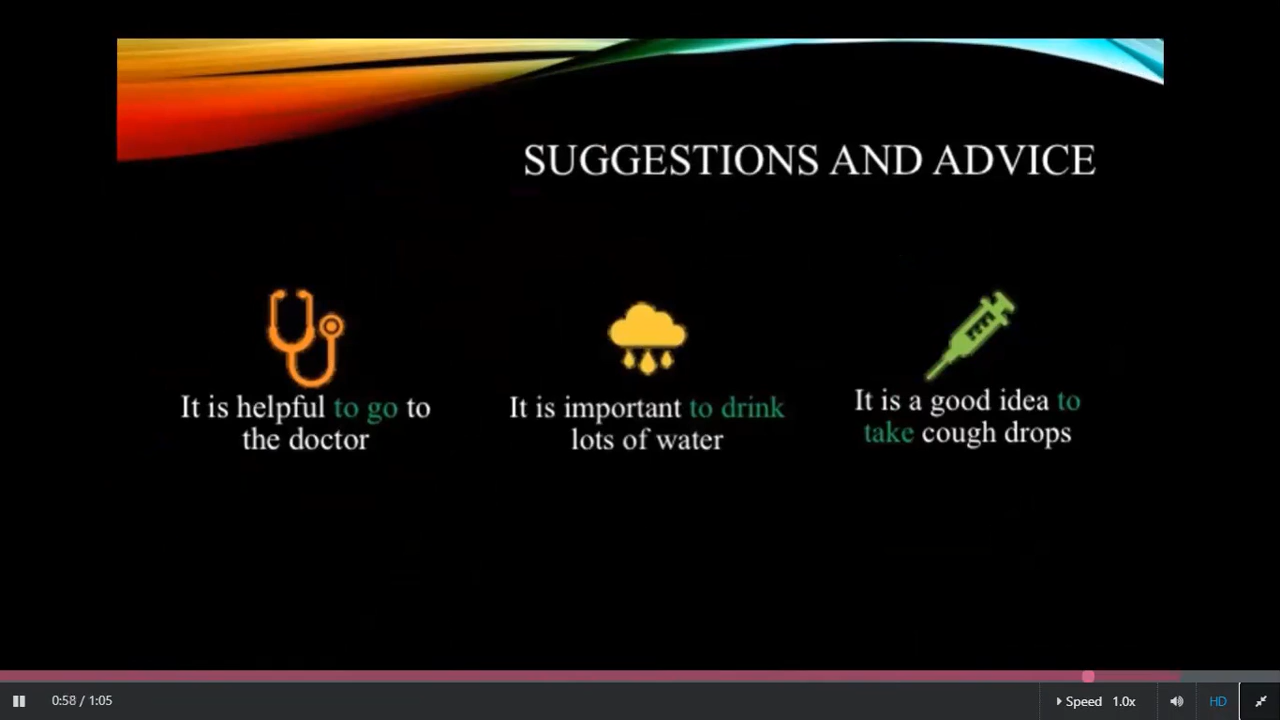 SUGGESTIONS AND ADVICE
It is helpful to go to
the doctor
It is important to drink
lots of water
It is a good idea to
take cough drops
0:58 / 1:05
Speed 1.0x
HD